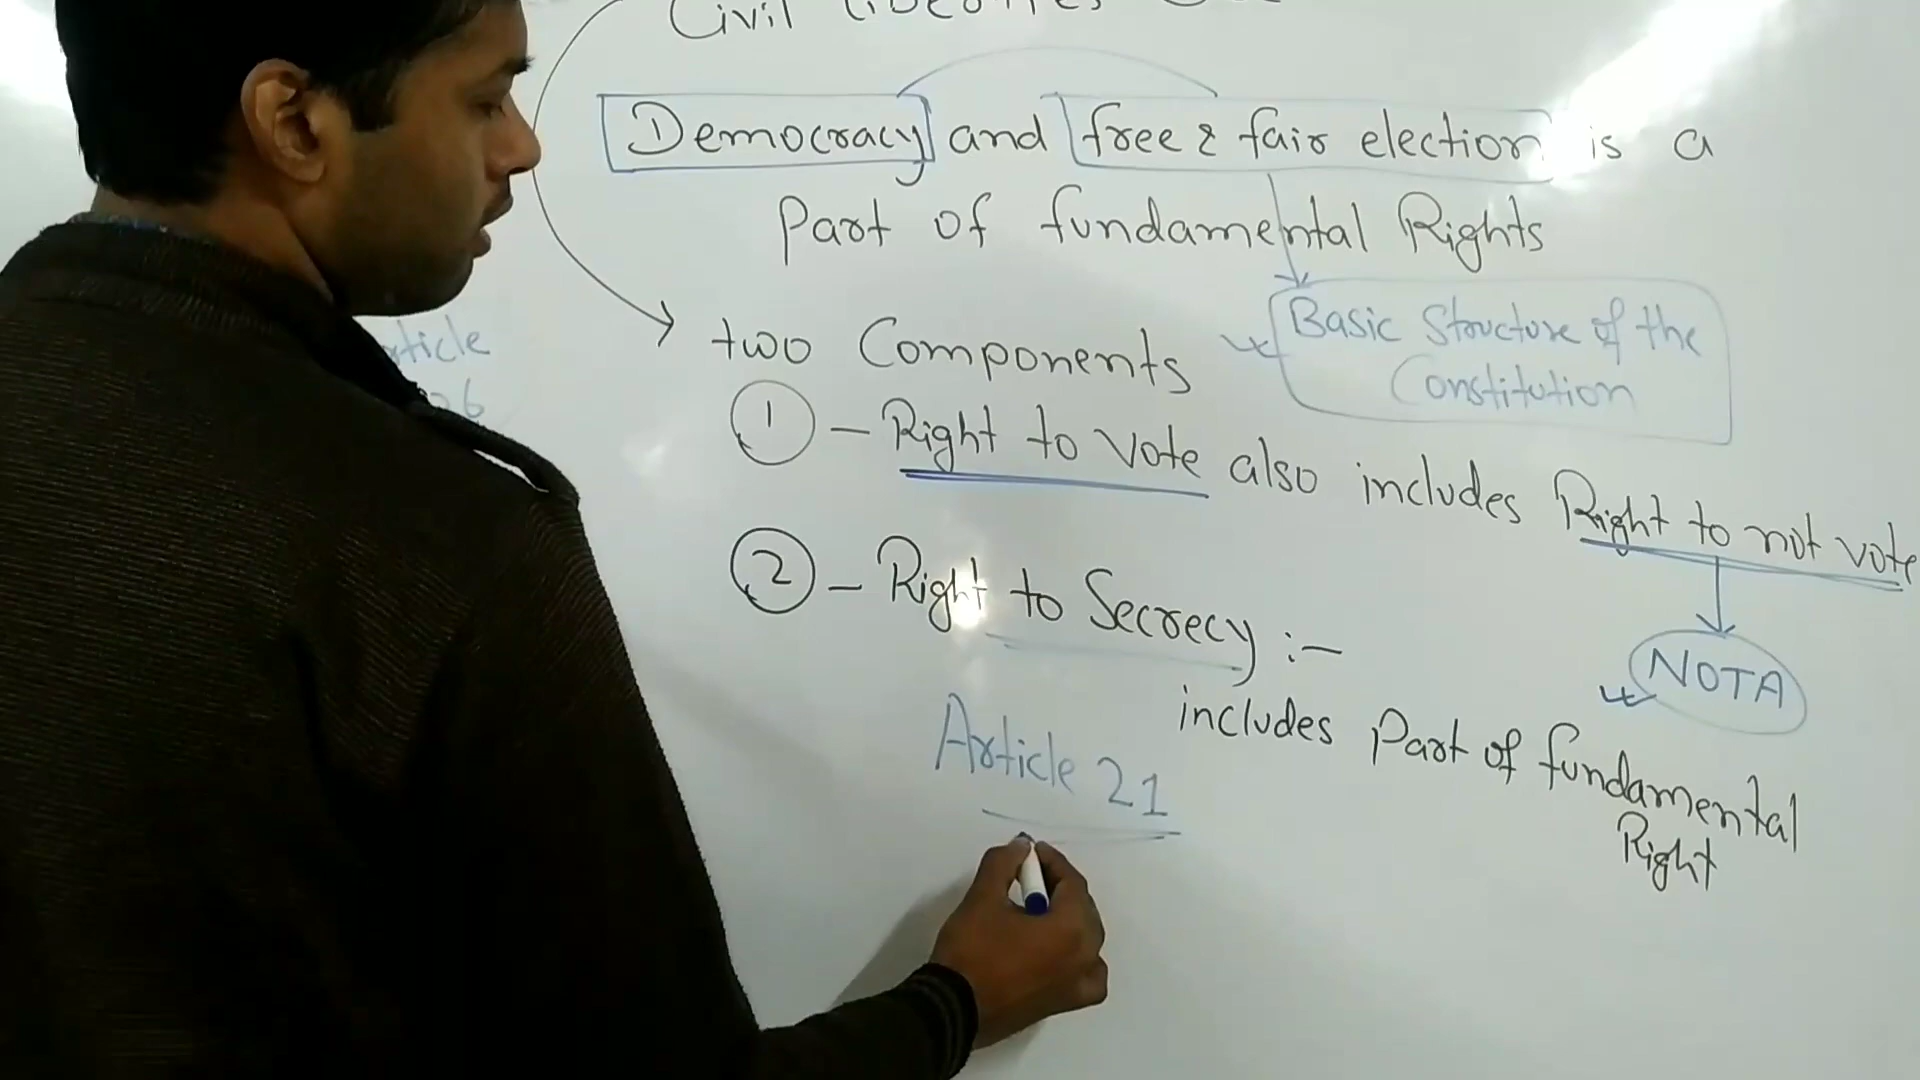 Civil
Democracy and free & fair election is a
Part of fundamental Rights
Basic Structure of the
Constitution
two Components
1 - Right to vote also includes Right to not vote
NOTA
2 - Right to Secrecy :-
includes Part of fundamental
Right
Article 21